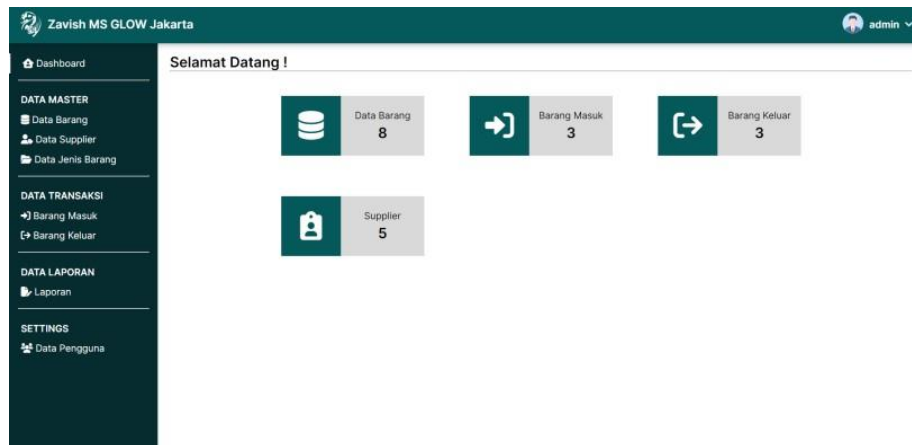 Zavish MS GLOW Jakarta
admin
Dashboard
DATA MASTER
Data Barang
Data Supplier
Data Jenis Barang
DATA TRANSAKSI
Barang Masuk
Barang Keluar
DATA LAPORAN
Laporan
SETTINGS
Data Pengguna
Selamat Datang !
Data Barang
8
Barang Masuk
3
Barang Keluar
3
Supplier
5